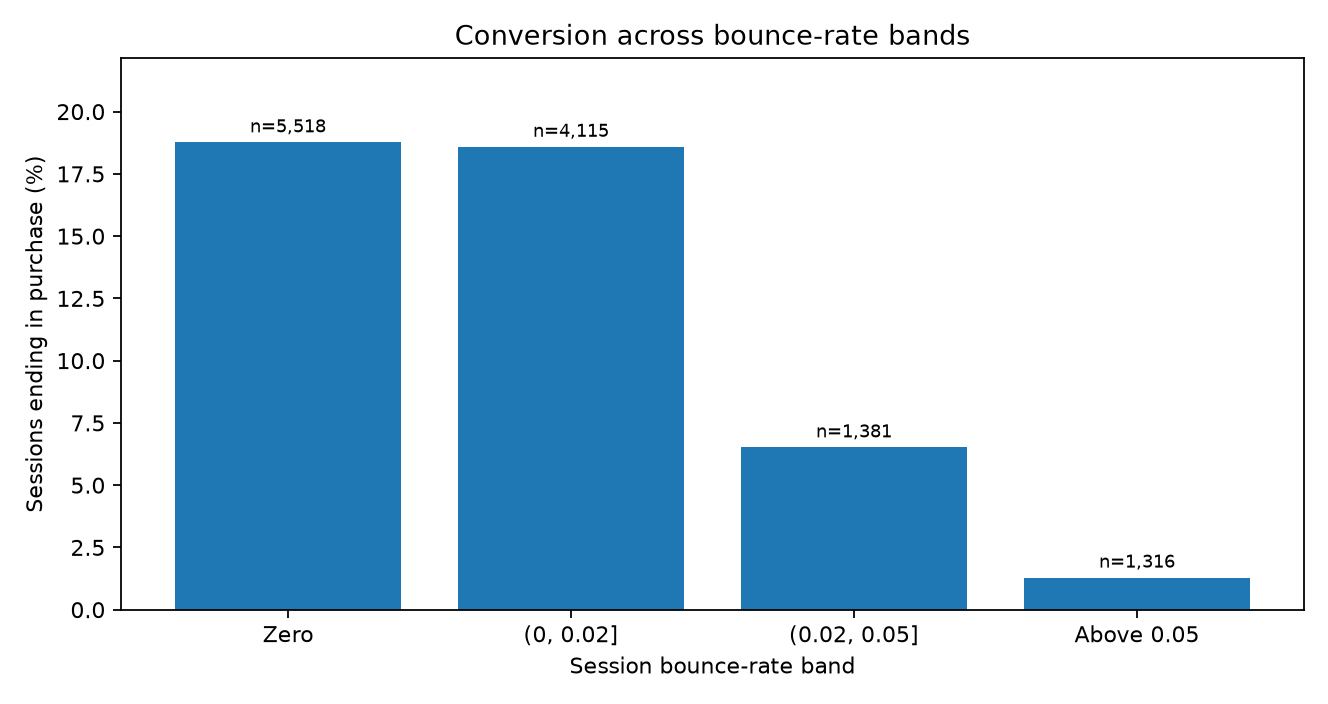 Conversion across bounce-rate bands
Sessions ending in purchase (%)
20.0
17.5
15.0
12.5
10.0
7.5
5.0
2.5
0.0
n=5,518
n=4,115
n=1,381
n=1,316
Zero
(0, 0.02]
(0.02, 0.05]
Above 0.05
Session bounce-rate band